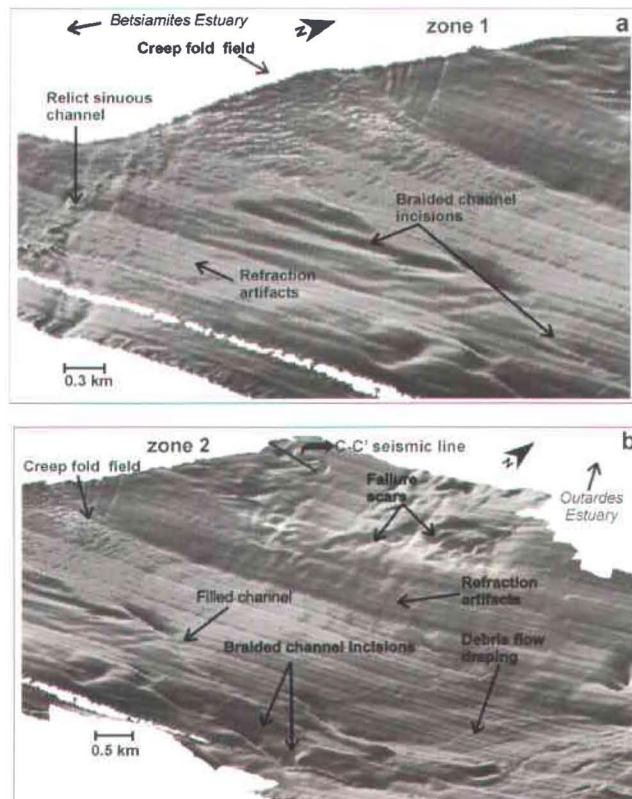 Betsiamites Estuary
N
zone 1
a
Creep fold field
Relict sinuous
channel
Braided channel
incisions
Refraction
artifacts
0.3 km
zone 2
C-C' seismic line
N
b
Creep fold field
Failure
scars
Outardes
Estuary
Filled channel
Refraction
artifacts
Braided channel Incisions
Debris flow
draping
0.5 km